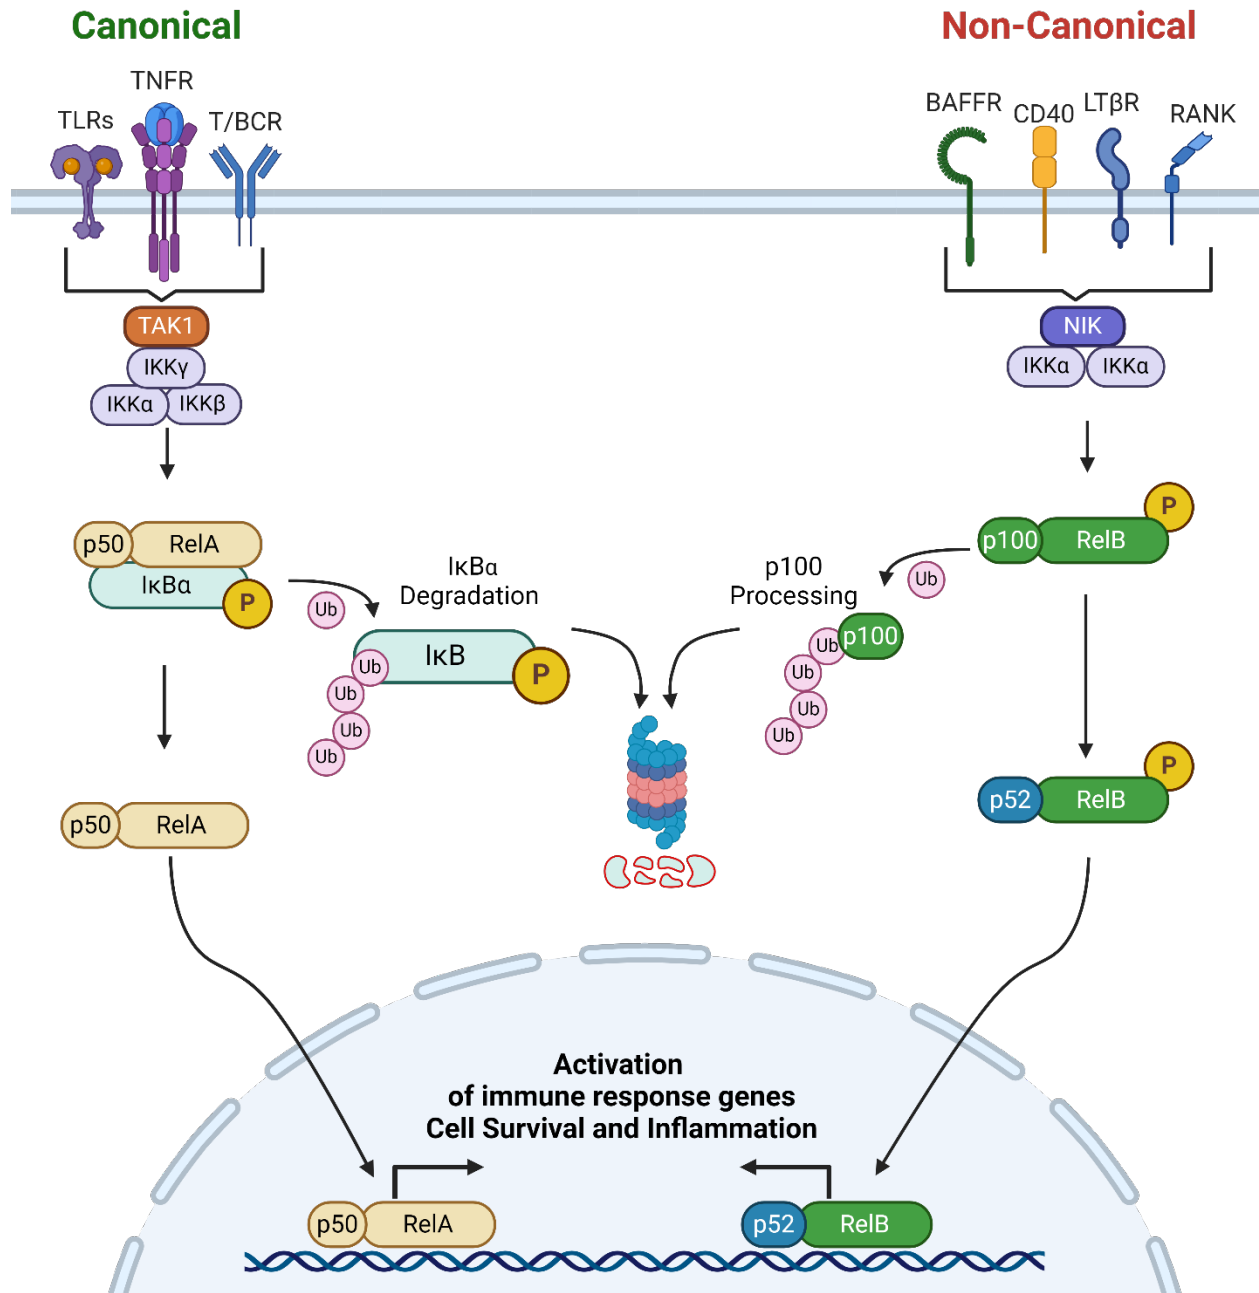 Canonical
Non-Canonical
TNFR
TLRs
T/BCR
BAFFR
CD40
LTβR
RANK
TAK1
IKKγ
IKKα
IKKβ
NIK
IKKα
IKKα
p50
RelA
IκBα
P
Ub
IκBα
Degradation
IκB
P
Ub
Ub
Ub
Ub
p100
Processing
Ub
p100
RelB
P
p100
Ub
Ub
Ub
Ub
p50
RelA
p52
RelB
P
Activation
of immune response genes
Cell Survival and Inflammation
p50
RelA
p52
RelB